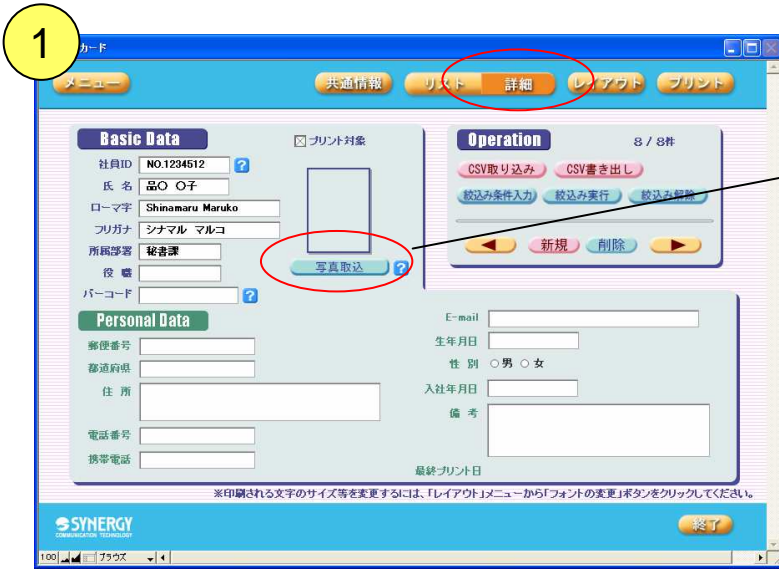 1
カード
メニュー 共通情報 リスト 詳細 レイアウト プリント
Basic Data
プリント対象
社員ID NO.1234512 ?
氏 名 品〇 〇子
ローマ字 Shinamaru Maruko
フリガナ シナマル マルコ
所属部署 秘書課
役 職
バーコード ?
写真取込 ?
Operation 8 / 8件
CSV取り込み CSV書き出し
絞込み条件入力 絞込み実行 絞込み解除
新規 削除
Personal Data
郵便番号
都道府県
住 所
電話番号
携帯電話
E-mail
生年月日
性 別 ○男 ○女
入社年月日
備 考
最終プリント日
※印刷される文字のサイズ等を変更するには、「レイアウト」メニューから「フォントの変更」ボタンをクリックしてください。
SYNERGY
COMMUNICATION TECHNOLOGY
終了
100 ブラウズ